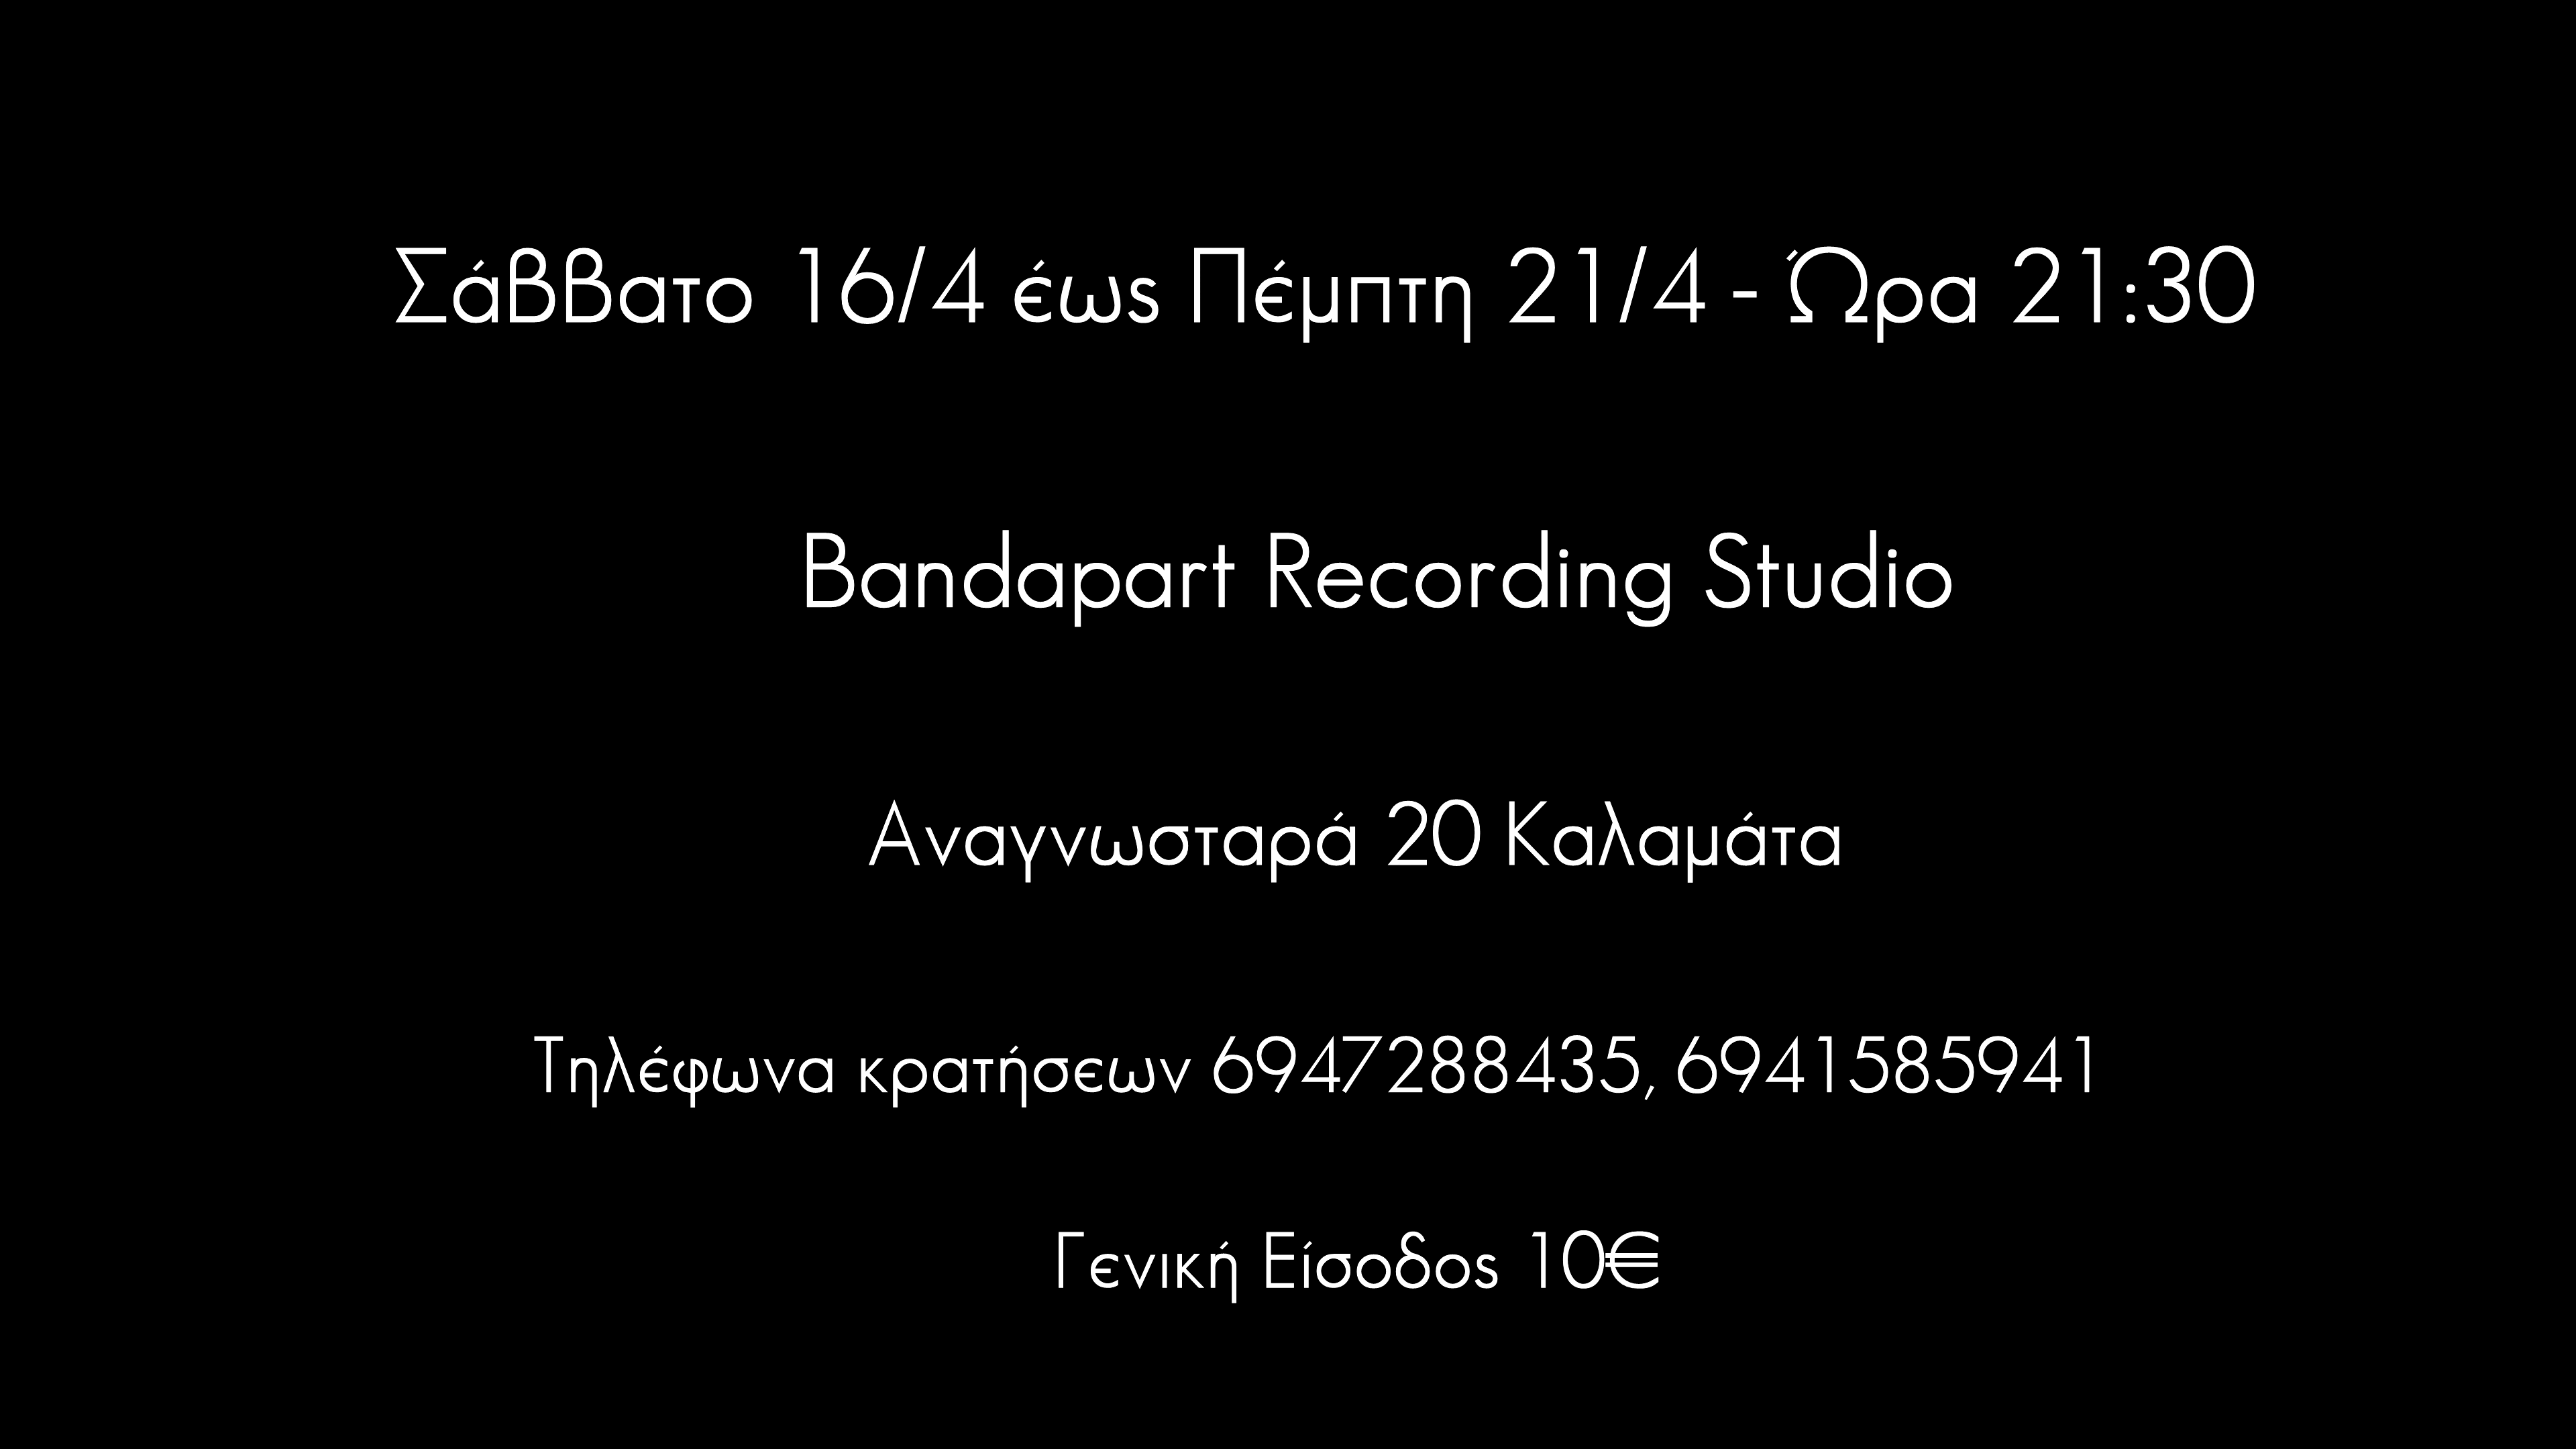 Σάββατο 16/4 έως Πέμπτη 21/4 - Ώρα 21:30
Bandapart Recording Studio
Αναγνωσταρά 20 Καλαμάτα
Τηλέφωνα κρατήσεων 6947288435, 6941585941
Γενική Είσοδος 10€